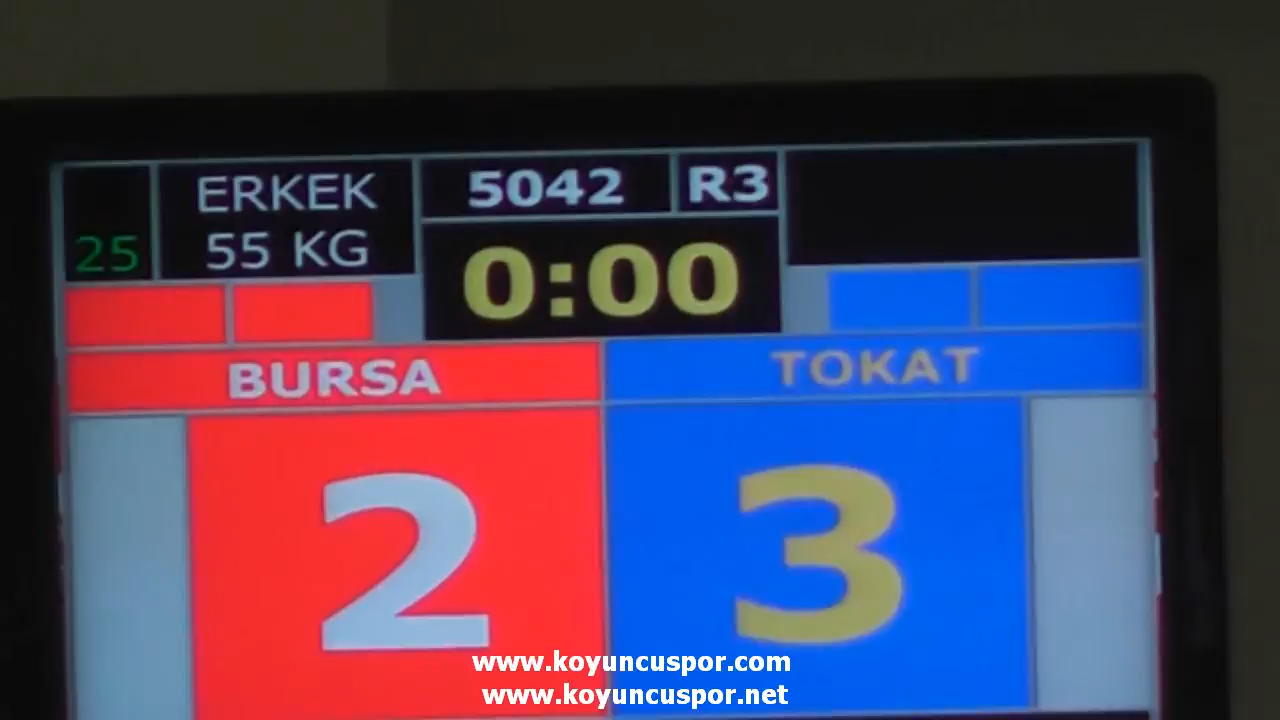 25
ERKEK
55 KG
5042
R3
0:00
BURSA
TOKAT
2
3
www.koyuncuspor.com
www.koyuncuspor.net